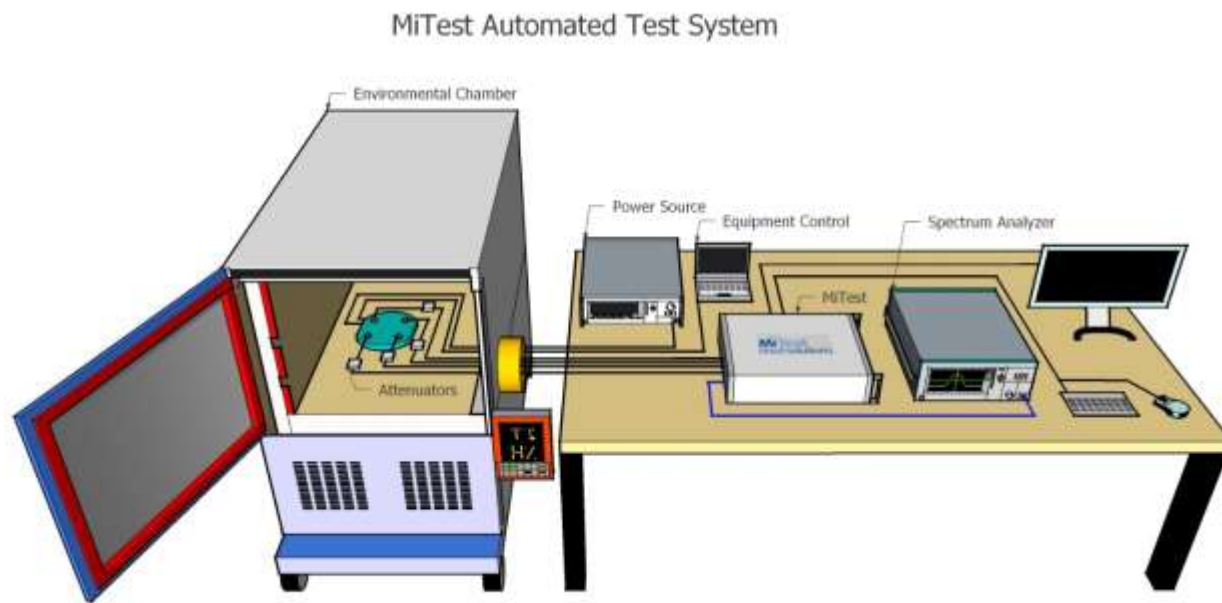 MiTest Automated Test System
Environmental Chamber
Power Source
Equipment Control
Spectrum Analyzer
MiTest
Attenuators
T S
H/.